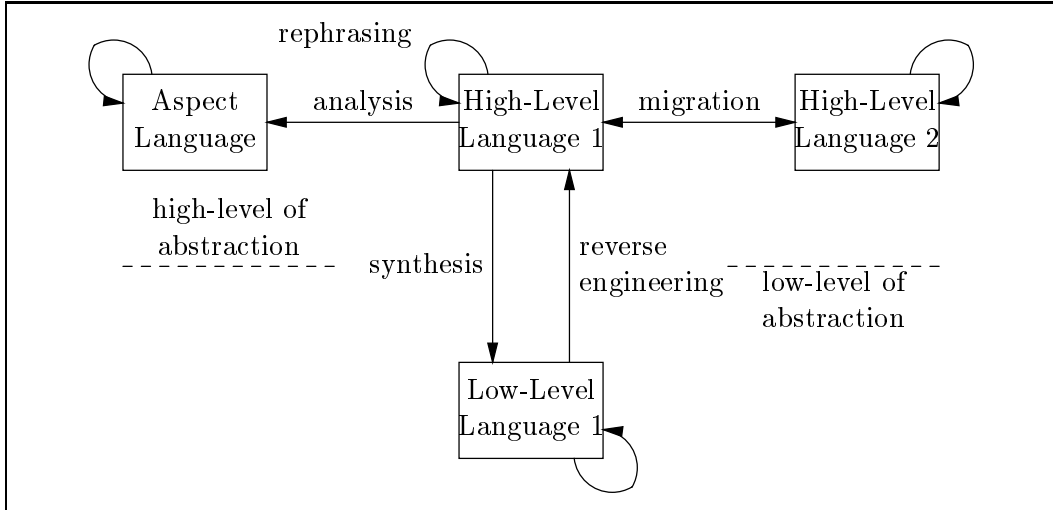 rephrasing
Aspect
Language
analysis
High-Level
Language 1
migration
High-Level
Language 2
high-level of
abstraction
synthesis
reverse
engineering
low-level of
abstraction
Low-Level
Language 1